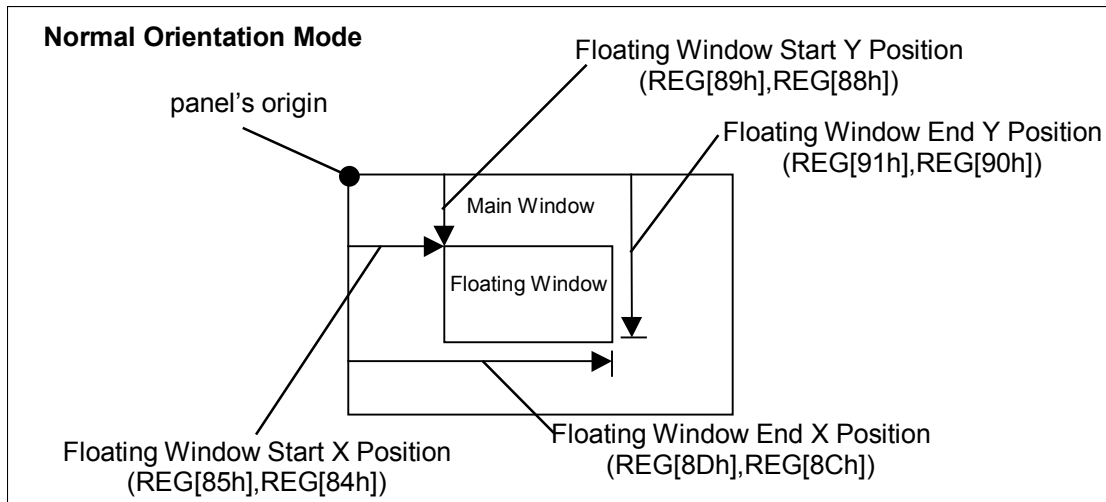 Normal Orientation Mode
Floating Window Start Y Position
(REG[89h],REG[88h])
panel's origin
Floating Window End Y Position
(REG[91h],REG[90h])
Main Window
Floating Window
Floating Window Start X Position
(REG[85h],REG[84h])
Floating Window End X Position
(REG[8Dh],REG[8Ch])